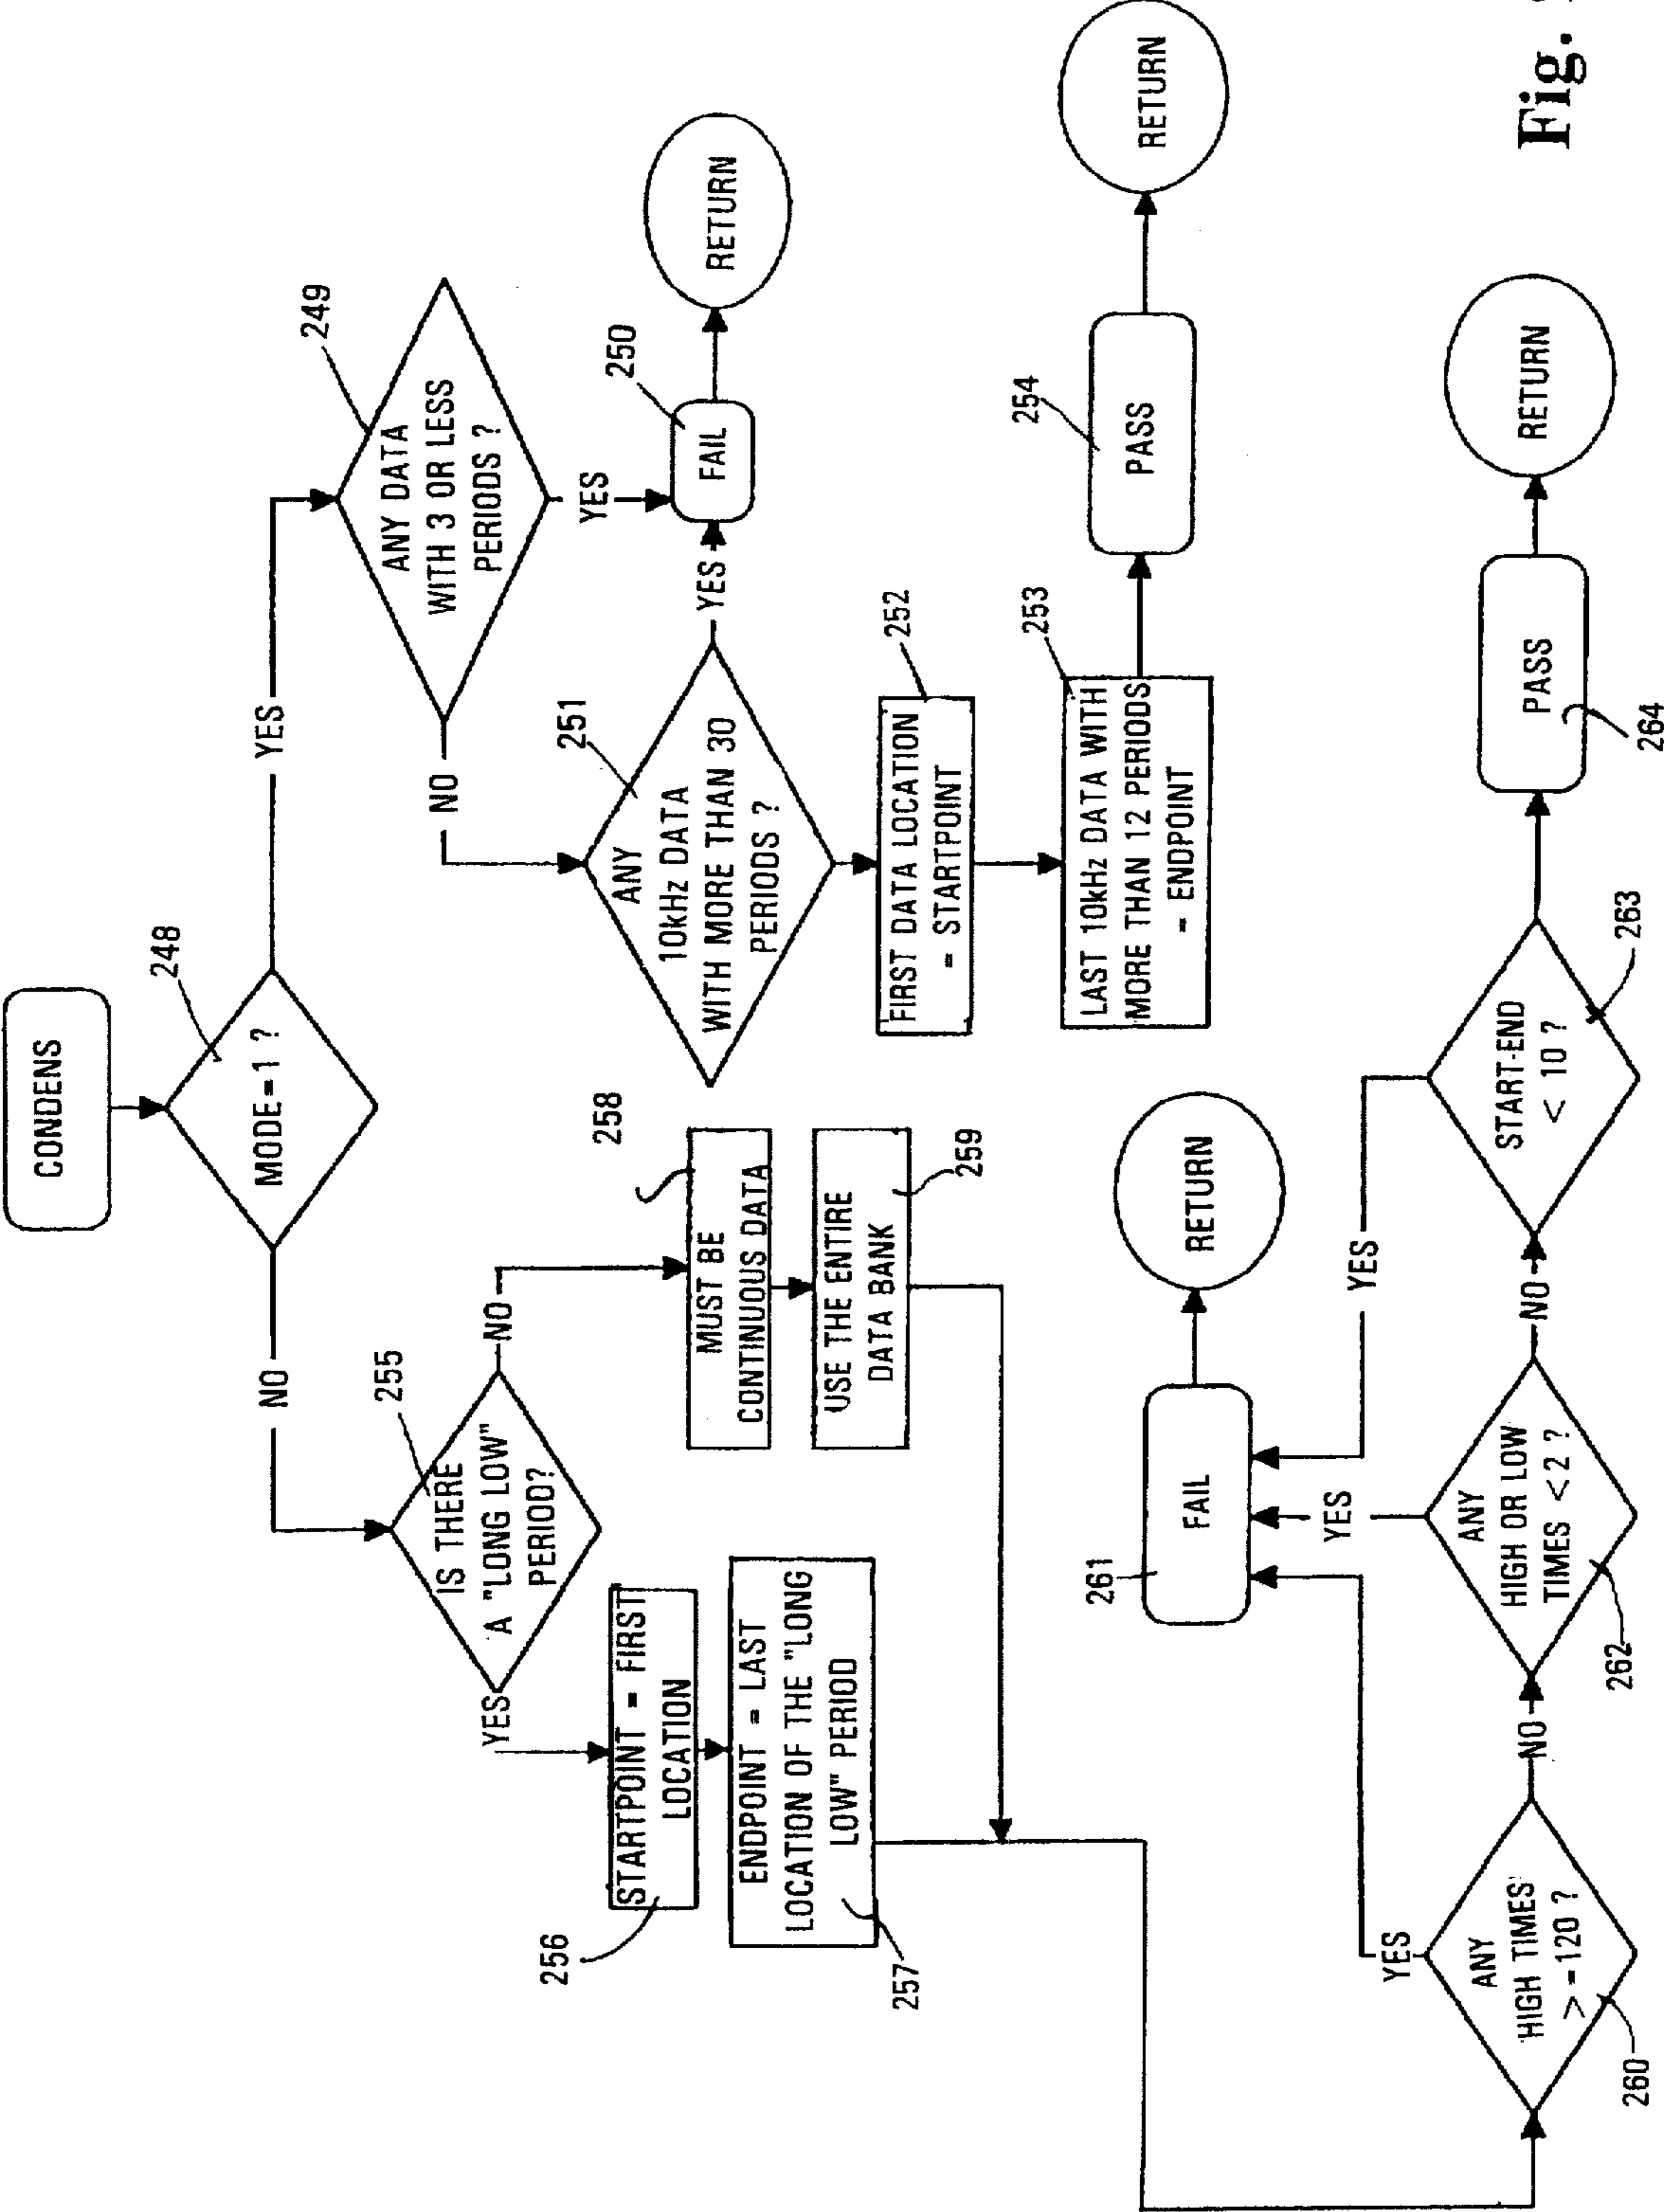 CONDENS
248
MODE=1 ?
YES
NO
249
ANY DATA
WITH 3 OR LESS
PERIODS ?
YES
NO
250
FAIL
RETURN
251
ANY
10kHz DATA
WITH MORE THAN 30
PERIODS ?
YES
252
FIRST DATA LOCATION
= STARTPOINT
253
LAST 10kHz DATA WITH
MORE THAN 12 PERIODS
= ENDPOINT
254
PASS
RETURN
255
IS THERE
A "LONG LOW"
PERIOD?
YES
NO
256
STARTPOINT = FIRST
LOCATION
257
ENDPOINT = LAST
LOCATION OF THE "LONG
LOW" PERIOD
258
MUST BE
CONTINUOUS DATA
259
USE THE ENTIRE
DATA BANK
260
ANY
HIGH TIMES
>=120 ?
YES
NO
261
FAIL
RETURN
262
ANY
HIGH OR LOW
TIMES <2 ?
YES
NO
263
START-END
< 10 ?
YES
264
PASS
RETURN
Fig.